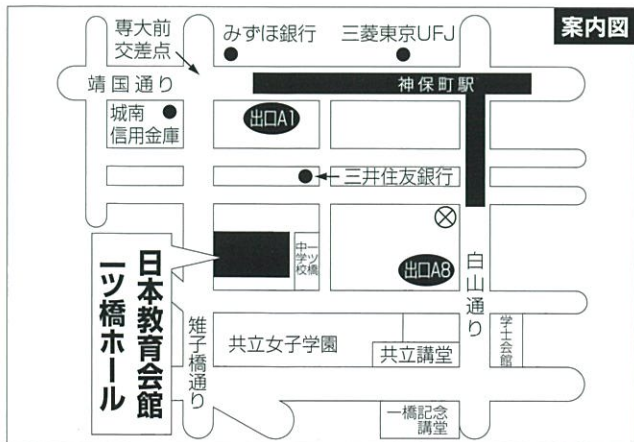 案内図
専大前
交差点
みずほ銀行
三菱東京UFJ
靖国通り
神保町駅
城南
信用金庫
出口A1
三井住友銀行
一ツ橋
中学校
出口A8
白山通り
日本教育会館
一ツ橋ホール
雉子橋通り
共立女子学園
共立講堂
学士会館
一橋記念
講堂